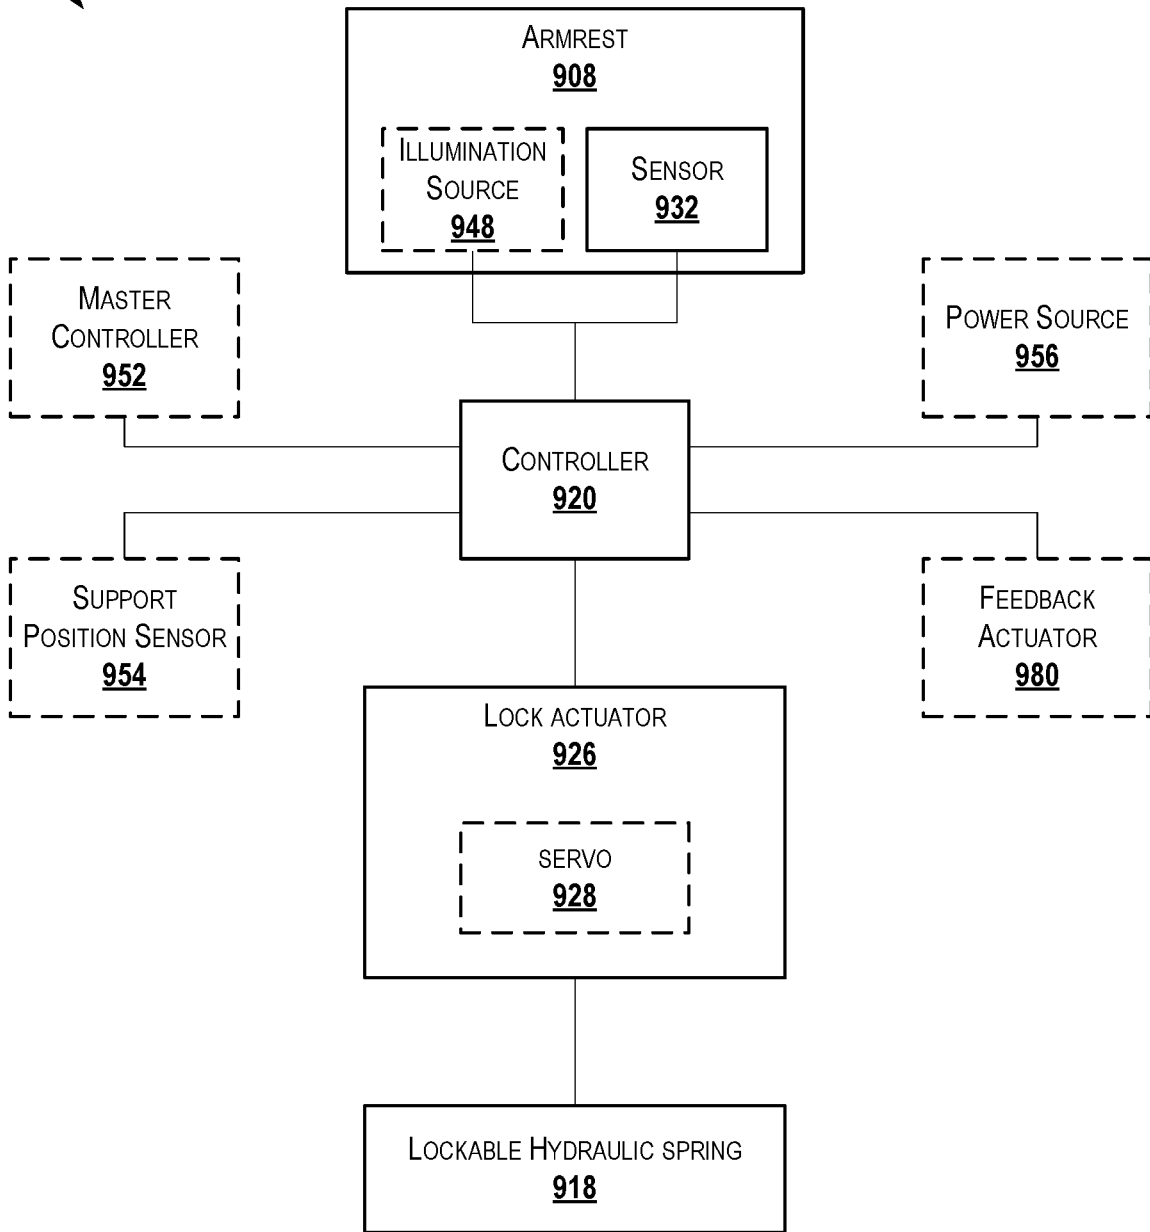 ARMREST
908
ILLUMINATION
SOURCE
948
SENSOR
932
MASTER
CONTROLLER
952
POWER SOURCE
956
CONTROLLER
920
SUPPORT
POSITION SENSOR
954
FEEDBACK
ACTUATOR
980
LOCK ACTUATOR
926
SERVO
928
LOCKABLE HYDRAULIC SPRING
918